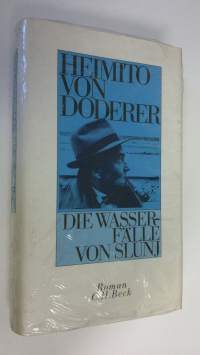 HEIMITO
VON
DODERER
DIE WASSER-
FÄLLE
VON SLUNJ
Roman
C.H.Beck